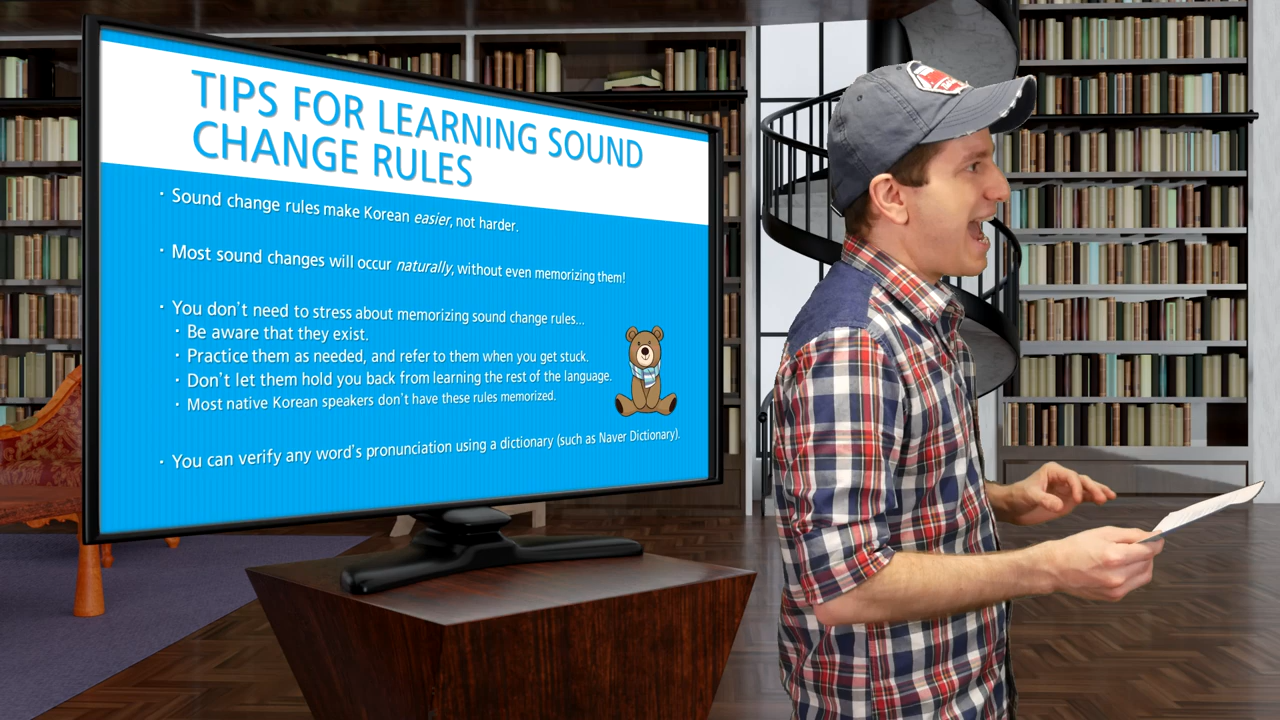 TIPS FOR LEARNING SOUND
CHANGE RULES
· Sound change rules make Korean easier, not harder.
· Most sound changes will occur naturally, without even memorizing them!
· You don't need to stress about memorizing sound change rules...
· Be aware that they exist.
· Practice them as needed, and refer to them when you get stuck.
· Don't let them hold you back from learning the rest of the language.
· Most native Korean speakers don't have these rules memorized.
· You can verify any word's pronunciation using a dictionary (such as Naver Dictionary).